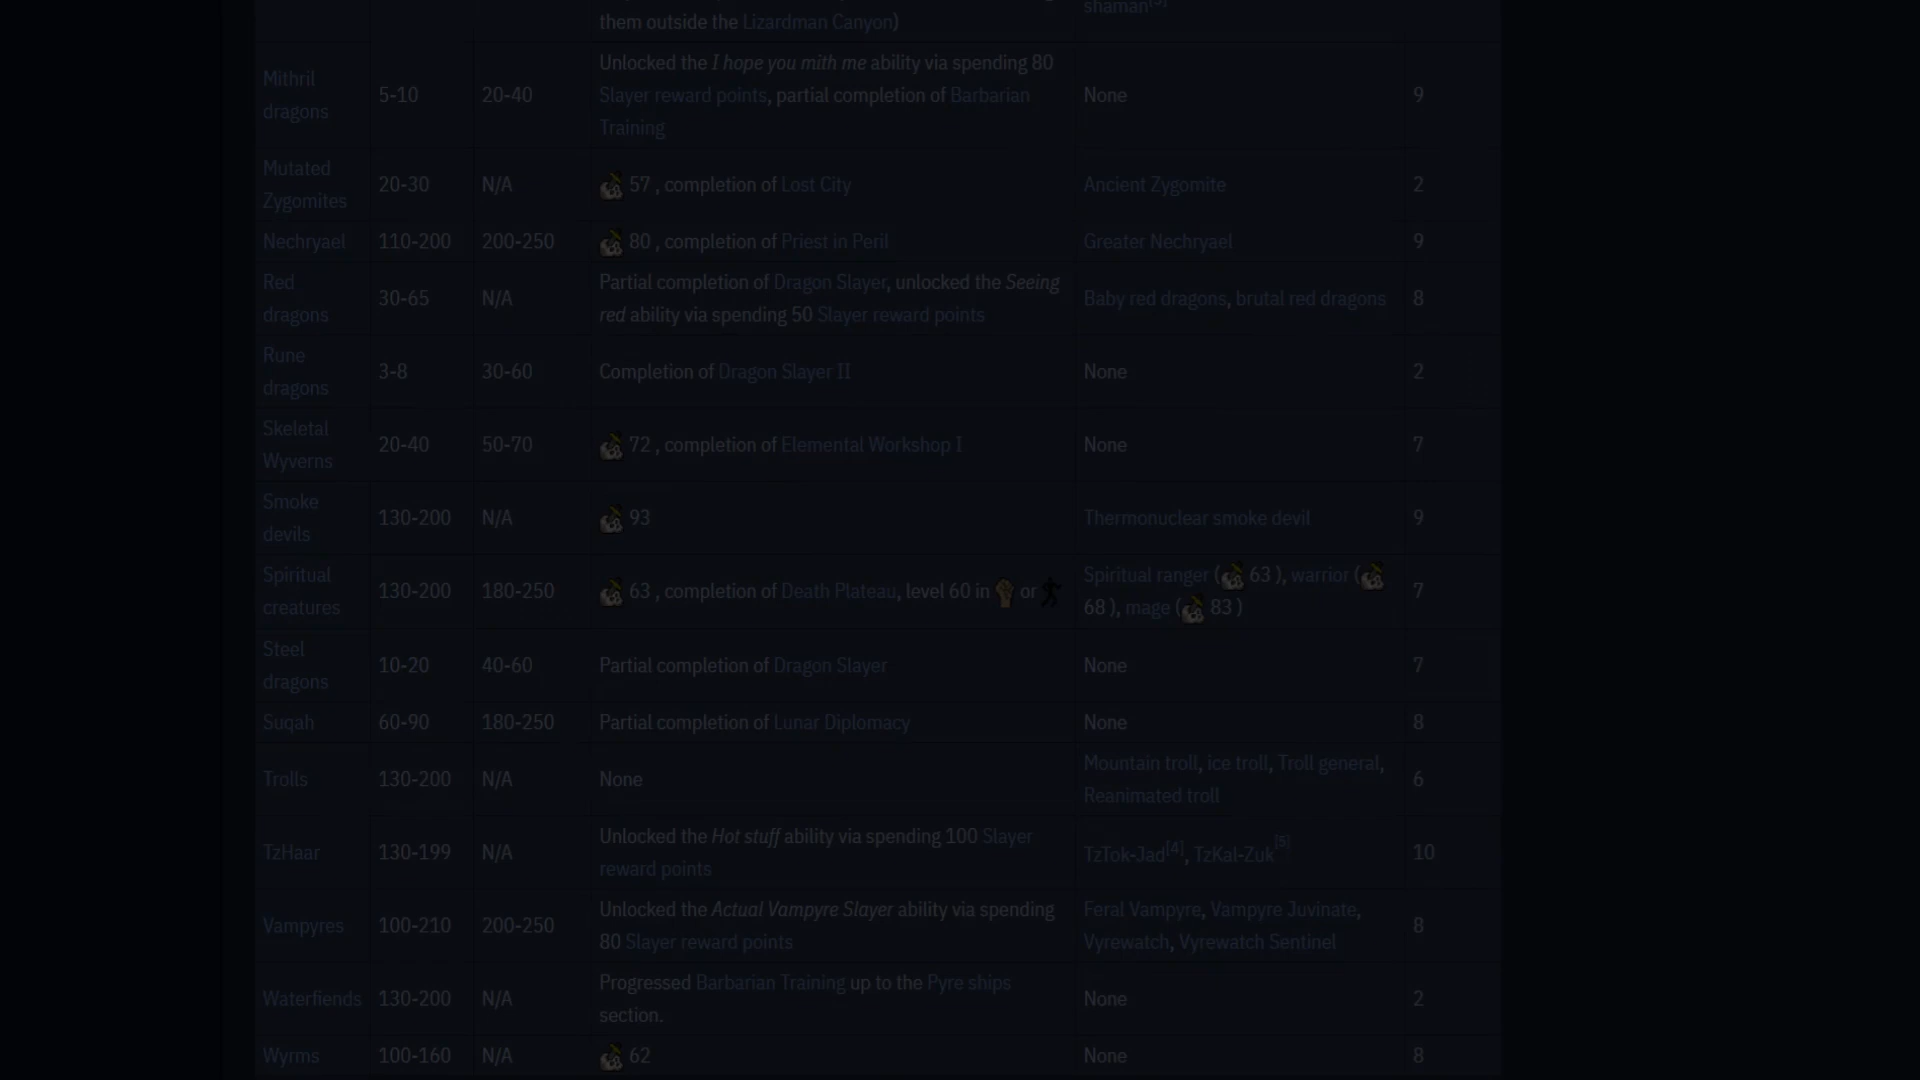 them outside the Lizardman Canyon)
shaman[3]
Mithril dragons 5-10 20-40 Unlocked the I hope you mith me ability via spending 80 Slayer reward points, partial completion of Barbarian Training None 9
Mutated Zygomites 20-30 N/A 57 , completion of Lost City Ancient Zygomite 2
Nechryael 110-200 200-250 80 , completion of Priest in Peril Greater Nechryael 9
Red dragons 30-65 N/A Partial completion of Dragon Slayer, unlocked the Seeing red ability via spending 50 Slayer reward points Baby red dragons, brutal red dragons 8
Rune dragons 3-8 30-60 Completion of Dragon Slayer II None 2
Skeletal Wyverns 20-40 50-70 72 , completion of Elemental Workshop I None 7
Smoke devils 130-200 N/A 93 Thermonuclear smoke devil 9
Spiritual creatures 130-200 180-250 63 , completion of Death Plateau, level 60 in or Spiritual ranger ( 63 ), warrior ( 68 ), mage ( 83 ) 7
Steel dragons 10-20 40-60 Partial completion of Dragon Slayer None 7
Suqah 60-90 180-250 Partial completion of Lunar Diplomacy None 8
Trolls 130-200 N/A None Mountain troll, ice troll, Troll general, Reanimated troll 6
TzHaar 130-199 N/A Unlocked the Hot stuff ability via spending 100 Slayer reward points TzTok-Jad[4], TzKal-Zuk[5] 10
Vampyres 100-210 200-250 Unlocked the Actual Vampyre Slayer ability via spending 80 Slayer reward points Feral Vampyre, Vampyre Juvinate, Vyrewatch, Vyrewatch Sentinel 8
Waterfiends 130-200 N/A Progressed Barbarian Training up to the Pyre ships section. None 2
Wyrms 100-160 N/A 62 None 8